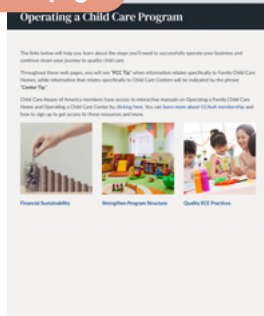 Operating a Child Care Program
The links below will help you learn about the steps you'll need to successfully operate your business and
continue down your journey to quality child care.
Throughout these web pages, you will see "FCC Tip" when information relates specifically to Family Child Care
Homes, while information that relates specifically to Child Care Centers will be indicated by the phrase
"Center Tip."
Child Care Aware of America members have access to interactive manuals on Operating a Family Child Care
Home and Operating a Child Care Center by clicking here. You can learn more about CCAoA membership and
how to sign up to get access to these resources and more.
Financial Sustainability
Strengthen Program Structure
Quality ECE Practices